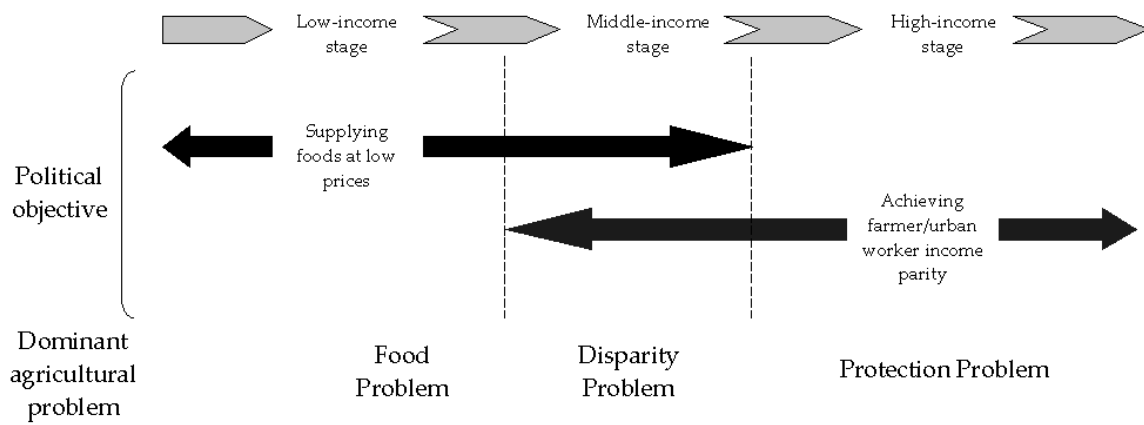 Low-income
stage
Middle-income
stage
High-income
stage
Political
objective
Supplying
foods at low
prices
Achieving
farmer/urban
worker income
parity
Dominant
agricultural
problem
Food
Problem
Disparity
Problem
Protection Problem